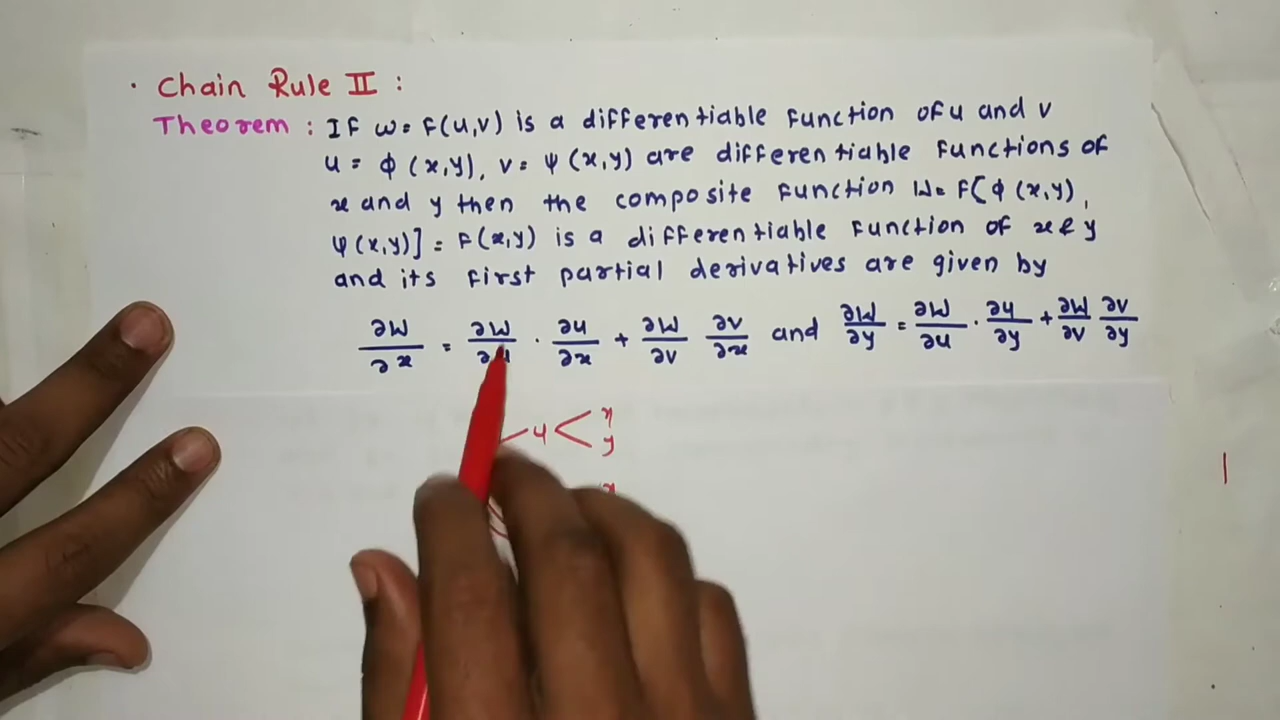 · Chain Rule II :
Theorem : If w = f(u,v) is a differentiable function of u and v
u = φ (x,y), v = ψ (x,y) are differentiable functions of
x and y then the composite function W = F[φ (x,y),
ψ(x,y)] = F(x,y) is a differentiable function of x & y
and its first partial derivatives are given by
∂W/∂x = ∂W/∂u · ∂u/∂x + ∂W/∂v ∂v/∂x and ∂W/∂y = ∂W/∂u · ∂u/∂y + ∂W/∂v ∂v/∂y
u < x
y
x